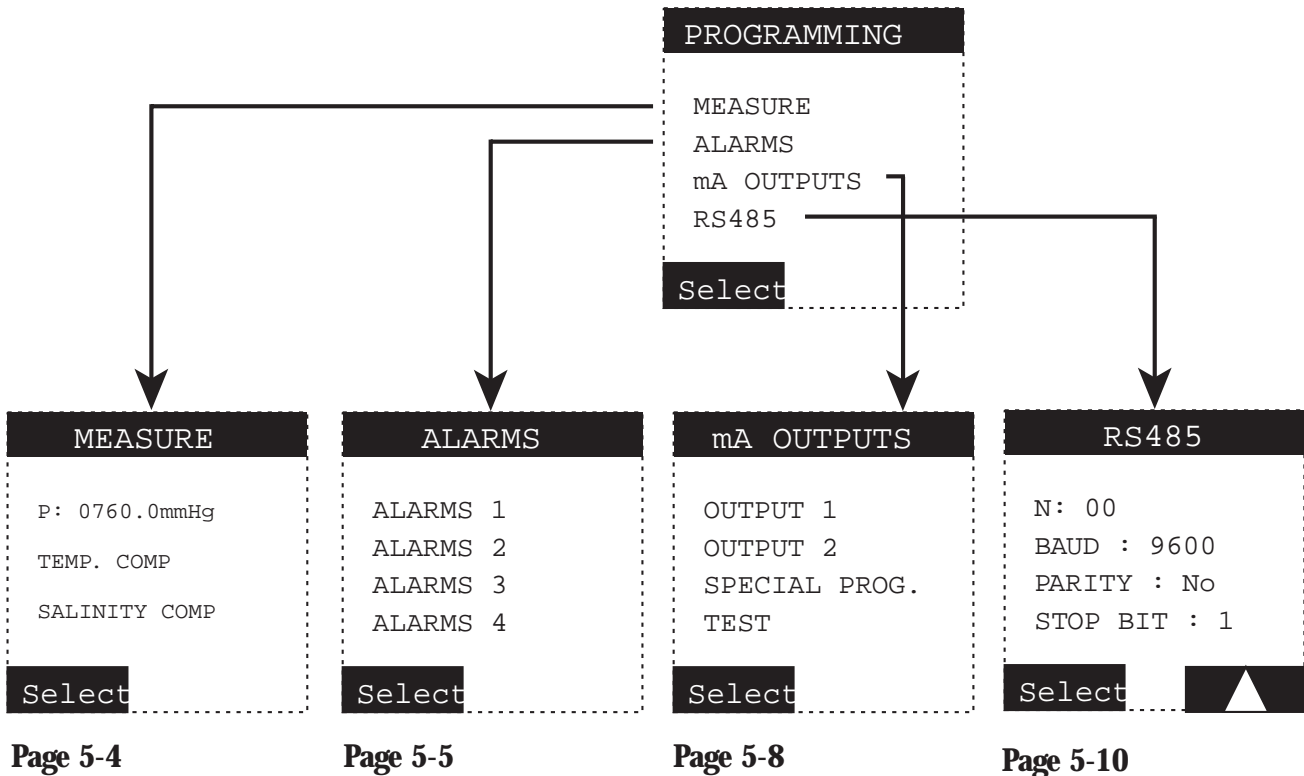 PROGRAMMING
MEASURE
ALARMS
mA OUTPUTS
RS485
Select
MEASURE
P: 0760.0mmHg
TEMP. COMP
SALINITY COMP
Select
Page 5-4
ALARMS
ALARMS 1
ALARMS 2
ALARMS 3
ALARMS 4
Select
Page 5-5
mA OUTPUTS
OUTPUT 1
OUTPUT 2
SPECIAL PROG.
TEST
Select
Page 5-8
RS485
N: 00
BAUD : 9600
PARITY : No
STOP BIT : 1
Select
Page 5-10